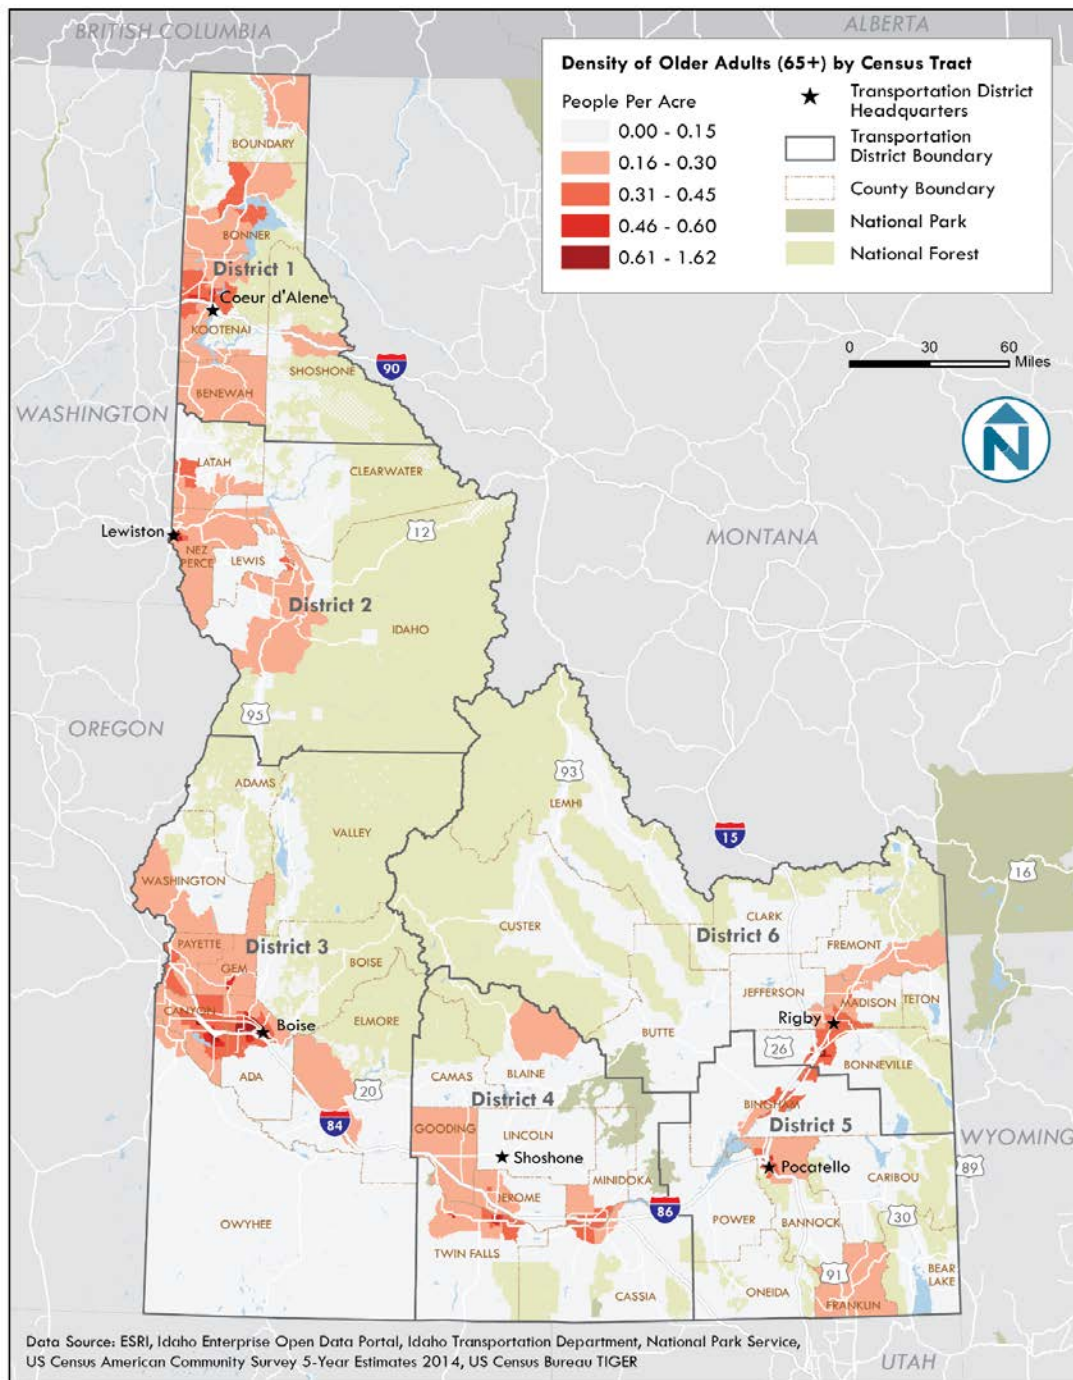 BRITISH COLUMBIA
ALBERTA
Density of Older Adults (65+) by Census Tract
People Per Acre
0.00 - 0.15
0.16 - 0.30
0.31 - 0.45
0.46 - 0.60
0.61 - 1.62
Transportation District
Headquarters
Transportation
District Boundary
County Boundary
National Park
National Forest
0 30 60
Miles
N
BOUNDARY
BONNER
District 1
Coeur d'Alene
KOOTENAI
SHOSHONE
90
BENEWAH
WASHINGTON
LATAH
CLEARWATER
Lewiston
12
MONTANA
NEZ
PERCE
LEWIS
District 2
IDAHO
95
OREGON
93
ADAMS
LEMHI
VALLEY
15
16
WASHINGTON
CUSTER
CLARK
District 6
PAYETTE
District 3
FREMONT
GEM
BOISE
JEFFERSON
MADISON
TETON
CANYON
Boise
ELMORE
Rigby
BUTTE
26
BONNEVILLE
ADA
20
CAMAS
BLAINE
District 4
BINGHAM
84
GOODING
LINCOLN
District 5
WYOMING
Shoshone
Pocatello
89
MINIDOKA
CARIBOU
JEROME
86
OWYHEE
POWER
BANNOCK
30
TWIN FALLS
91
BEAR
LAKE
CASSIA
ONEIDA
FRANKLIN
Data Source: ESRI, Idaho Enterprise Open Data Portal, Idaho Transportation Department, National Park Service,
US Census American Community Survey 5-Year Estimates 2014, US Census Bureau TIGER
UTAH